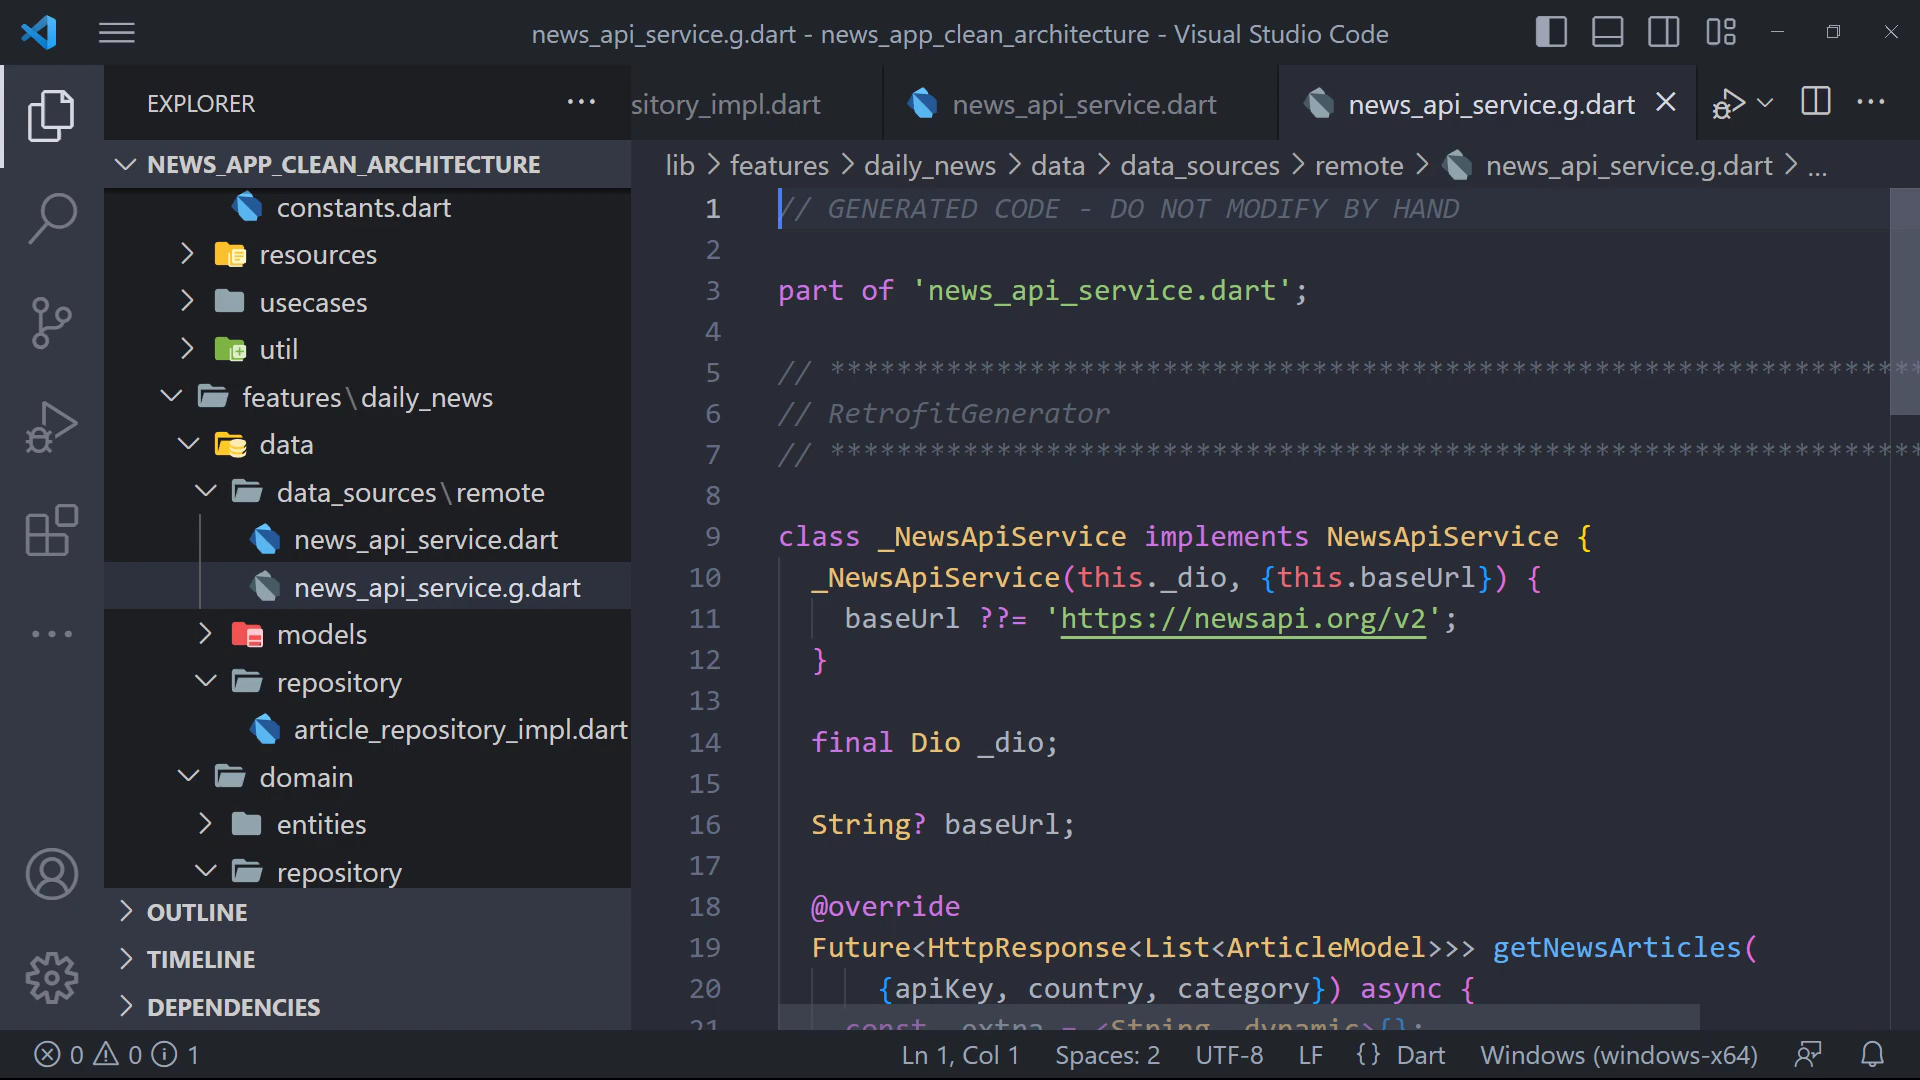 news_api_service.g.dart - news_app_clean_architecture - Visual Studio Code
EXPLORER
sitory_impl.dart
news_api_service.dart
news_api_service.g.dart
NEWS_APP_CLEAN_ARCHITECTURE
lib > features > daily_news > data > data_sources > remote > news_api_service.g.dart > ...
constants.dart
resources
usecases
util
features\daily_news
data
data_sources\remote
news_api_service.dart
news_api_service.g.dart
models
repository
article_repository_impl.dart
domain
entities
repository
OUTLINE
TIMELINE
DEPENDENCIES
1 // GENERATED CODE - DO NOT MODIFY BY HAND
2
3 part of 'news_api_service.dart';
4
5 // ******************************************************************
6 // RetrofitGenerator
7 // ******************************************************************
8
9 class _NewsApiService implements NewsApiService {
10 _NewsApiService(this._dio, {this.baseUrl}) {
11 baseUrl ??= 'https://newsapi.org/v2';
12 }
13
14 final Dio _dio;
15
16 String? baseUrl;
17
18 @override
19 Future<HttpResponse<List<ArticleModel>>> getNewsArticles(
20 {apiKey, country, category}) async {
21 const _extra = <String, dynamic>{};
0 0 1
Ln 1, Col 1
Spaces: 2
UTF-8
LF
{} Dart
Windows (windows-x64)